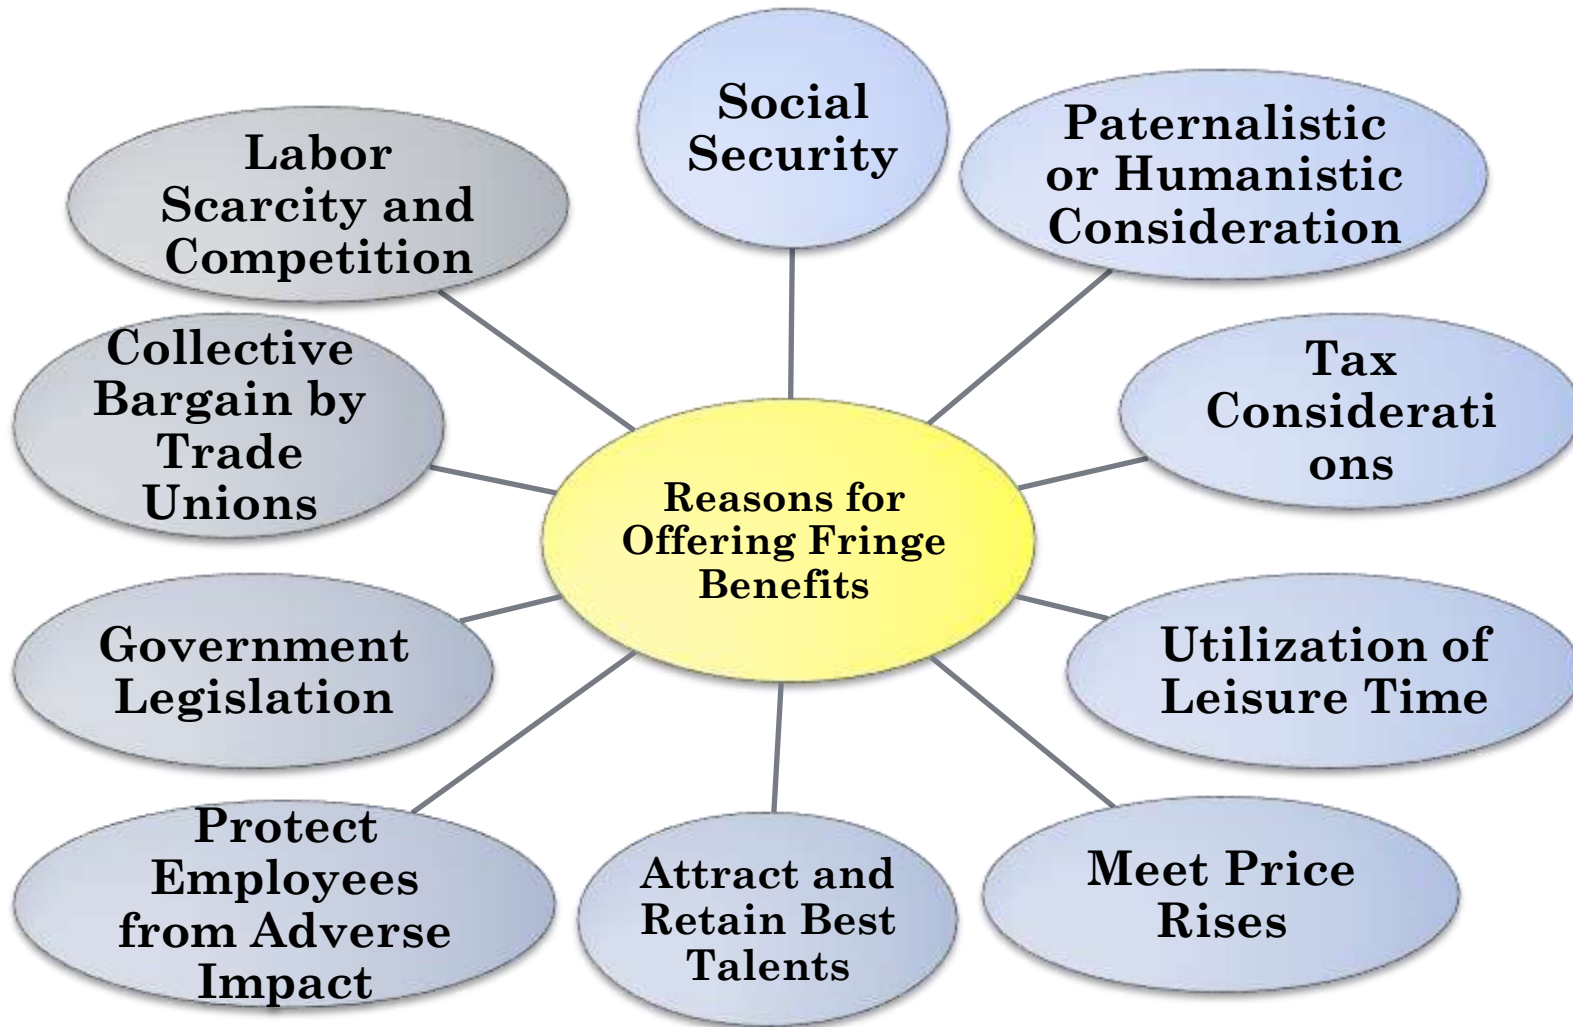 Social
Security
Paternalistic
or Humanistic
Consideration
Tax
Considerati
ons
Utilization of
Leisure Time
Meet Price
Rises
Attract and
Retain Best
Talents
Protect
Employees
from Adverse
Impact
Government
Legislation
Collective
Bargain by
Trade
Unions
Labor
Scarcity and
Competition
Reasons for
Offering Fringe
Benefits